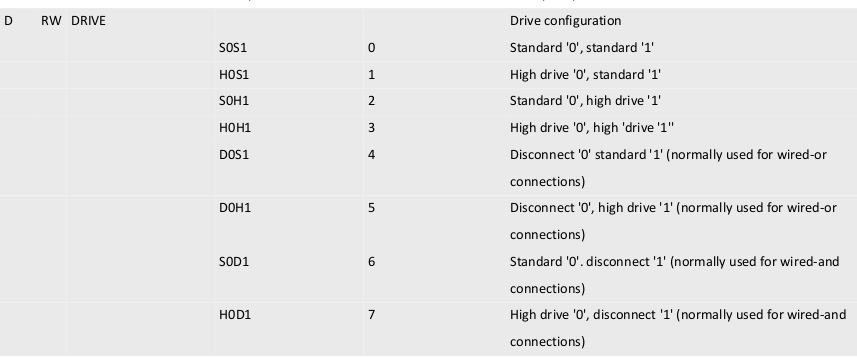 D RW DRIVE Drive configuration
S0S1 0 Standard '0', standard '1'
H0S1 1 High drive '0', standard '1'
S0H1 2 Standard '0', high drive '1'
H0H1 3 High drive '0', high 'drive '1''
D0S1 4 Disconnect '0' standard '1' (normally used for wired-or
connections)
D0H1 5 Disconnect '0', high drive '1' (normally used for wired-or
connections)
S0D1 6 Standard '0'. disconnect '1' (normally used for wired-and
connections)
H0D1 7 High drive '0', disconnect '1' (normally used for wired-and
connections)